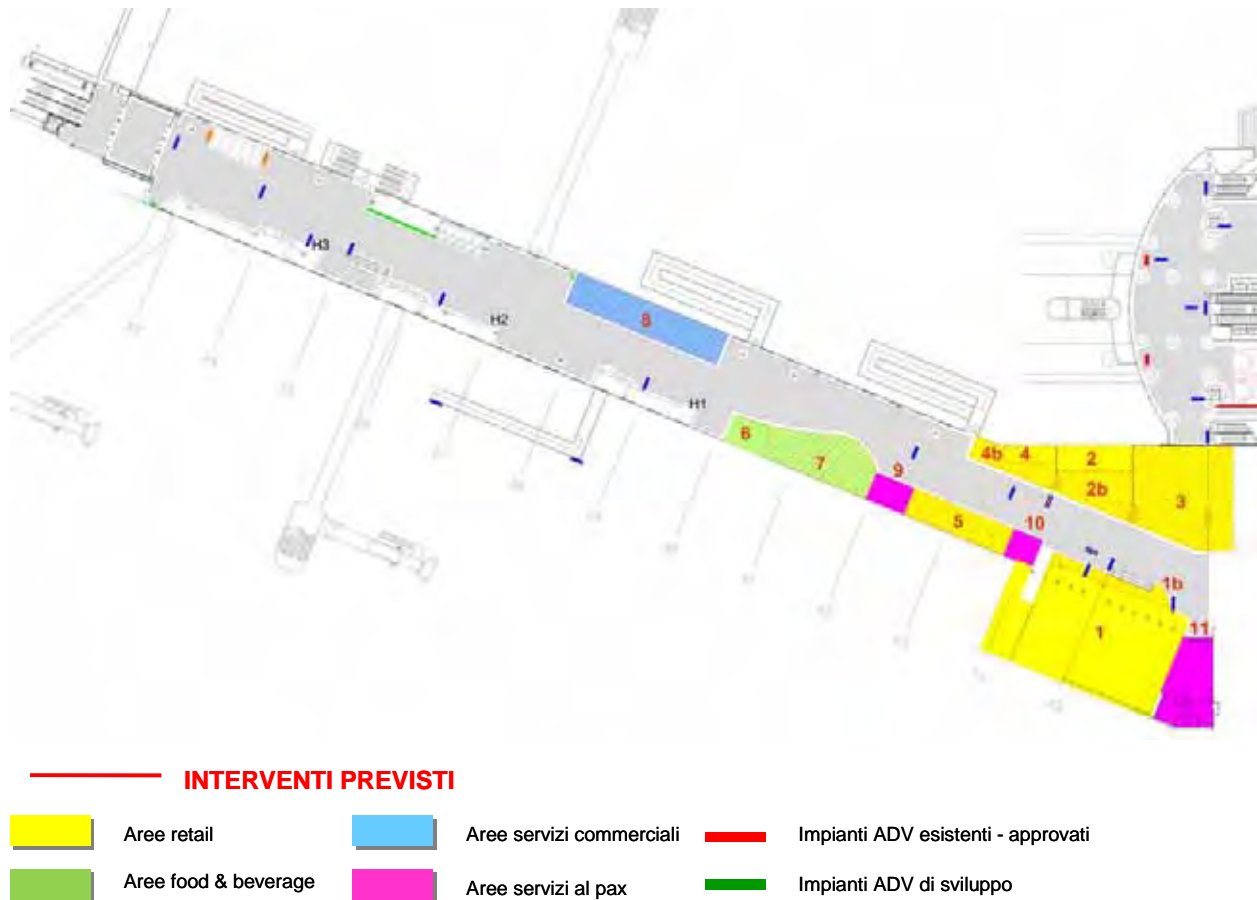 H3
H2
8
H1
6
7
9
4b
4
2
2b
3
5
10
1b
1
11
INTERVENTI PREVISTI
Aree retail
Aree servizi commerciali
Impianti ADV esistenti - approvati
Aree food & beverage
Aree servizi al pax
Impianti ADV di sviluppo